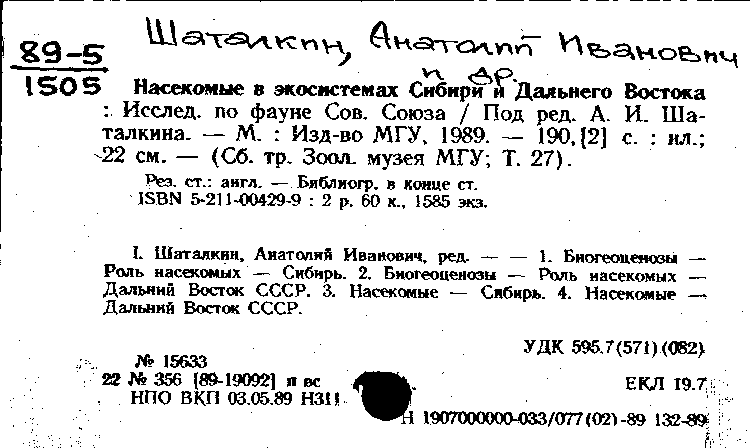 Шаталкин, Анатолий Иванович
и др.
89-5
1505
Насекомые в экосистемах Сибири и Дальнего Востока
: Исслед. по фауне Сов. Союза / Под ред. А. И. Ша-
талкина. — М. : Изд-во МГУ, 1989. — 190,[2] с. : ил.;
22 см. — (Сб. тр. Зоол. музея МГУ; Т. 27).
Рез. ст.: англ. — Библиогр. в конце ст.
ISBN 5-211-00429-9 : 2 р. 60 к., 1585 экз.
I. Шаталкин, Анатолий Иванович, ред. — — 1. Биогеоценозы —
Роль насекомых — Сибирь. 2. Биогеоценозы — Роль насекомых —
Дальний Восток СССР. 3. Насекомые — Сибирь. 4. Насекомые —
Дальний Восток СССР.
УДК 595.7(571)(082)
№ 15633
22 № 356 [89-19092] п вс
ЕКЛ 19.7
НПО ВКП 03.05.89 Н311
Н 1907000000-033/077(02)-89 132-89